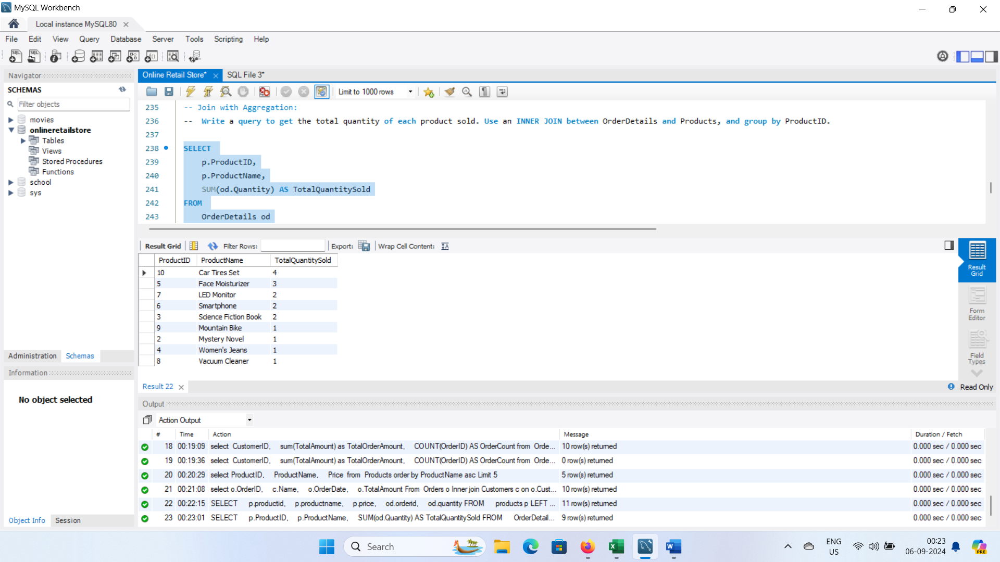 MySQL Workbench
Local instance MySQL80
File Edit View Query Database Server Tools Scripting Help
Navigator
SCHEMAS
Filter objects
movies
onlineretailstore
Tables
Views
Stored Procedures
Functions
school
sys
Administration Schemas
Information
No object selected
Object Info Session
Online Retail Store* SQL File 3*
Limit to 1000 rows
235 -- Join with Aggregation:
236 -- Write a query to get the total quantity of each product sold. Use an INNER JOIN between OrderDetails and Products, and group by ProductID.
237
238 SELECT
239 p.ProductID,
240 p.ProductName,
241 SUM(od.Quantity) AS TotalQuantitySold
242 FROM
243 OrderDetails od
Result Grid Filter Rows: Export: Wrap Cell Content:
ProductID ProductName TotalQuantitySold
10 Car Tires Set 4
5 Face Moisturizer 3
7 LED Monitor 2
6 Smartphone 2
3 Science Fiction Book 2
9 Mountain Bike 1
2 Mystery Novel 1
4 Women's Jeans 1
8 Vacuum Cleaner 1
Result
Grid
Form
Editor
Field
Types
Result 22
Read Only
Output
Action Output
# Time Action Message Duration / Fetch
18 00:19:09 select CustomerID, sum(TotalAmount) as TotalOrderAmount, COUNT(OrderID) AS OrderCount from Orde... 10 row(s) returned 0.000 sec / 0.000 sec
19 00:19:36 select CustomerID, sum(TotalAmount) as TotalOrderAmount, COUNT(OrderID) AS OrderCount from Orde... 0 row(s) returned 0.000 sec / 0.000 sec
20 00:20:29 select ProductID, ProductName, Price from Products order by ProductName asc Limit 5 5 row(s) returned 0.000 sec / 0.000 sec
21 00:21:08 select o.OrderID, c.Name, o.OrderDate, o.TotalAmount From Orders o Inner join Customers c on o.Cust... 10 row(s) returned 0.000 sec / 0.000 sec
22 00:22:15 SELECT p.productid, p.productname, p.price, od.orderid, od.quantity FROM products p LEFT ... 11 row(s) returned 0.000 sec / 0.000 sec
23 00:23:01 SELECT p.ProductID, p.ProductName, SUM(od.Quantity) AS TotalQuantitySold FROM OrderDetail... 9 row(s) returned 0.000 sec / 0.000 sec
Search
ENG
US
00:23
06-09-2024
PRE